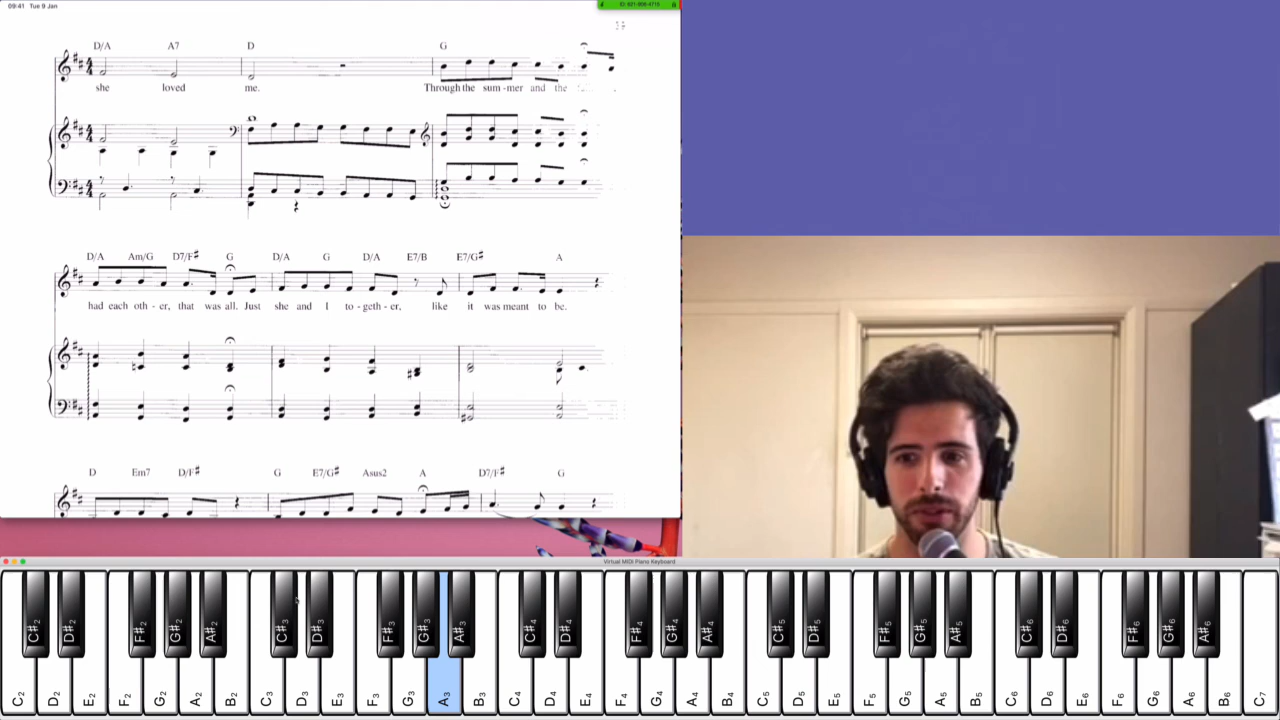 09:41 Tue 9 Jan
D/A A7 D G
she loved me. Through the sum - mer and the
D/A Am/G D7/F♯ G D/A G D/A E7/B E7/G♯ A
had each oth - er, that was all. Just she and I to - geth - er, like it was meant to be.
D Em7 D/F♯ G E7/G♯ Asus2 A D7/F♯ G
Virtual MIDI Piano Keyboard
C#2 D#2 F#2 G#2 A#2 C#3 D#3 F#3 G#3 A#3 C#4 D#4 F#4 G#4 A#4 C#5 D#5 F#5 G#5 A#5 C#6 D#6 F#6 G#6 A#6
C2 D2 E2 F2 G2 A2 B2 C3 D3 E3 F3 G3 A3 B3 C4 D4 E4 F4 G4 A4 B4 C5 D5 E5 F5 G5 A5 B5 C6 D6 E6 F6 G6 A6 B6 C7